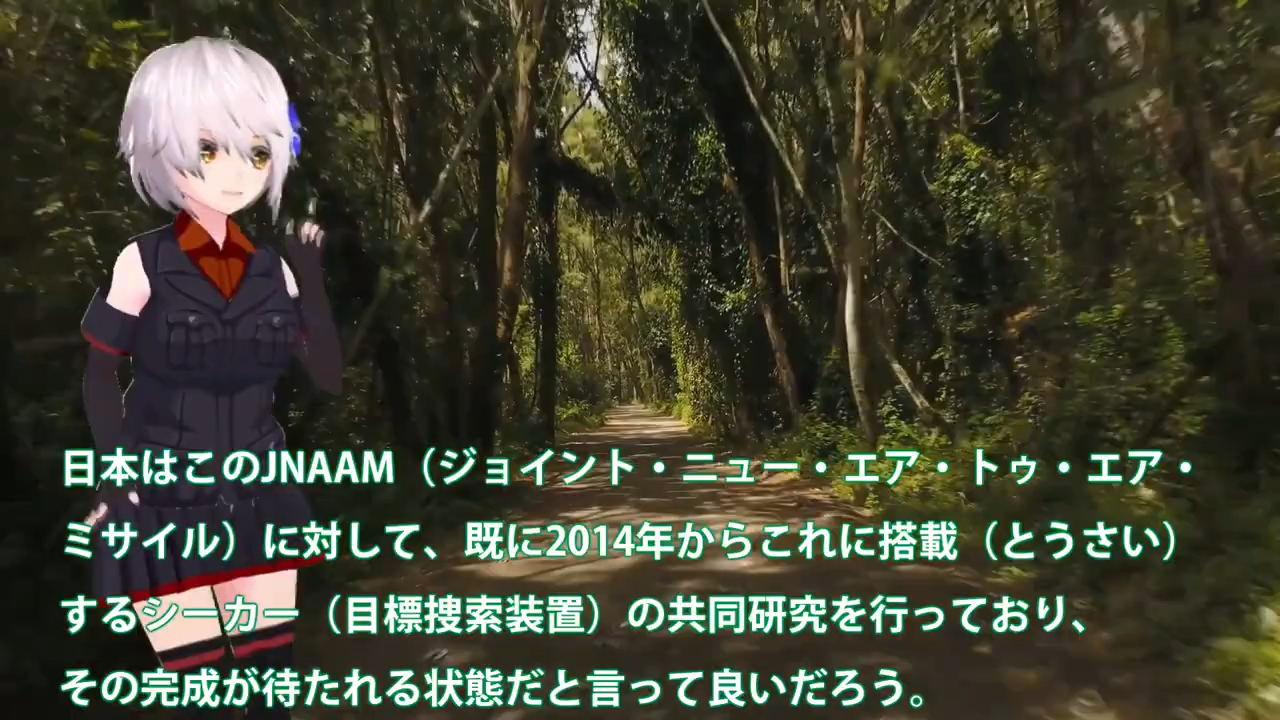 日本はこのJNAAM（ジョイント・ニュー・エア・トゥ・エア・
ミサイル）に対して、既に2014年からこれに搭載（とうさい）
するシーカー（目標捜索装置）の共同研究を行っており、
その完成が待たれる状態だと言って良いだろう。